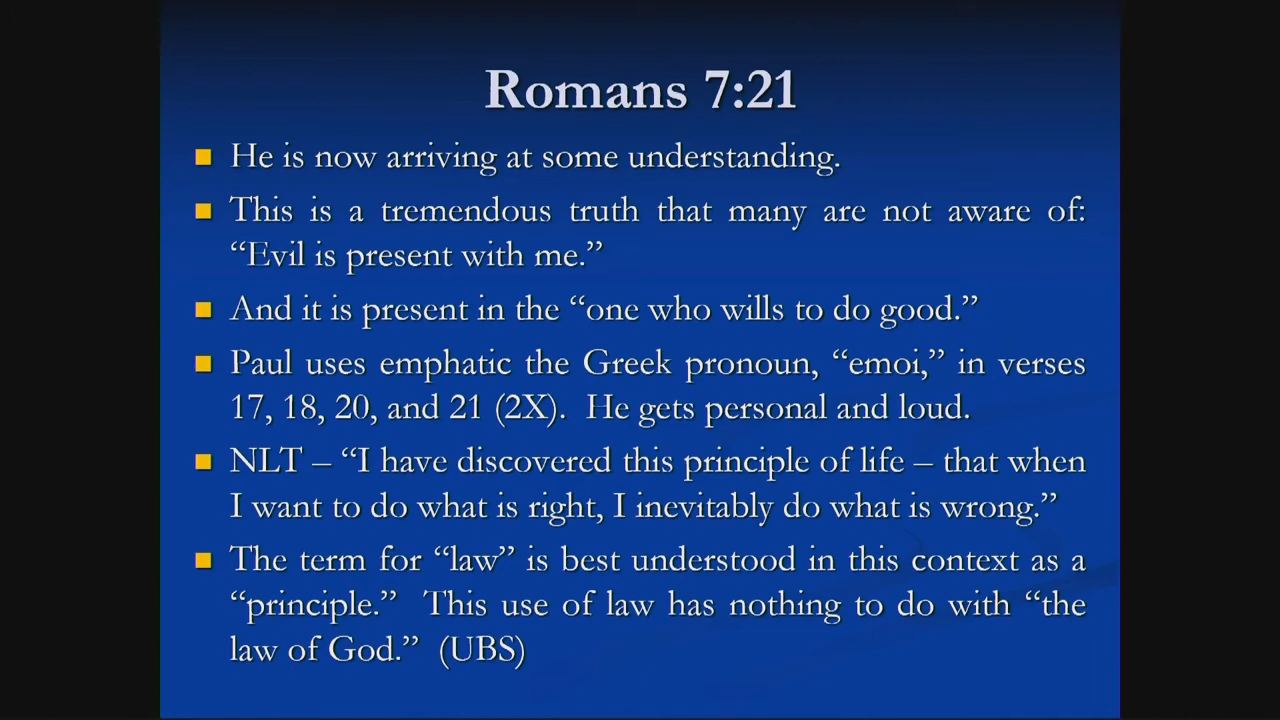 Romans 7:21
He is now arriving at some understanding.
This is a tremendous truth that many are not aware of:
“Evil is present with me.”
And it is present in the “one who wills to do good.”
Paul uses emphatic the Greek pronoun, “emoi,” in verses
17, 18, 20, and 21 (2X).  He gets personal and loud.
NLT – “I have discovered this principle of life – that when
I want to do what is right, I inevitably do what is wrong.”
The term for “law” is best understood in this context as a
“principle.”  This use of law has nothing to do with “the
law of God.”  (UBS)